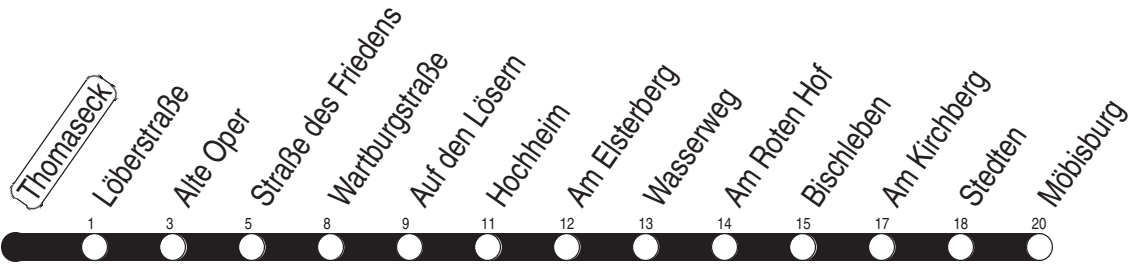 Thomaseck
Löberstraße
Alte Oper
Straße des Friedens
Wartburgstraße
Auf den Lösern
Hochheim
Am Elsterberg
Wasserweg
Am Roten Hof
Bischleben
Am Kirchberg
Stedten
Möbisburg
1 3 5 8 9 11 12 13 14 15 17 18 20